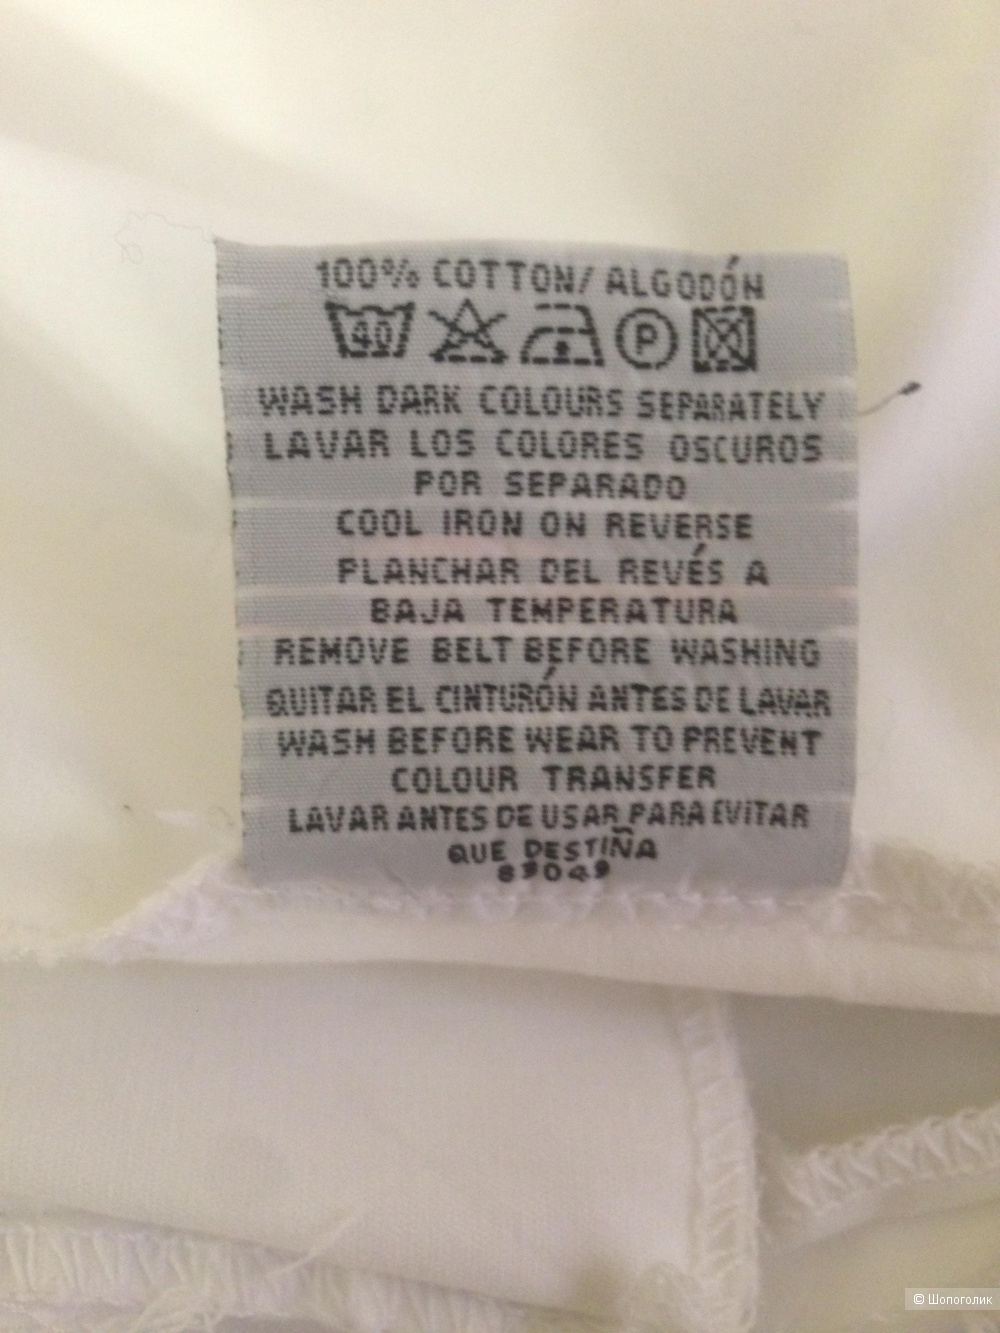 100% COTTON/ ALGODÓN
40 P
WASH DARK COLOURS SEPARATELY
LAVAR LOS COLORES OSCUROS
POR SEPARADO
COOL IRON ON REVERSE
PLANCHAR DEL REVÉS A
BAJA TEMPERATURA
REMOVE BELT BEFORE WASHING
QUITAR EL CINTURÓN ANTES DE LAVAR
WASH BEFORE WEAR TO PREVENT
COLOUR TRANSFER
LAVAR ANTES DE USAR PARA EVITAR
QUE DESTIÑA
89049
© Шопоголик